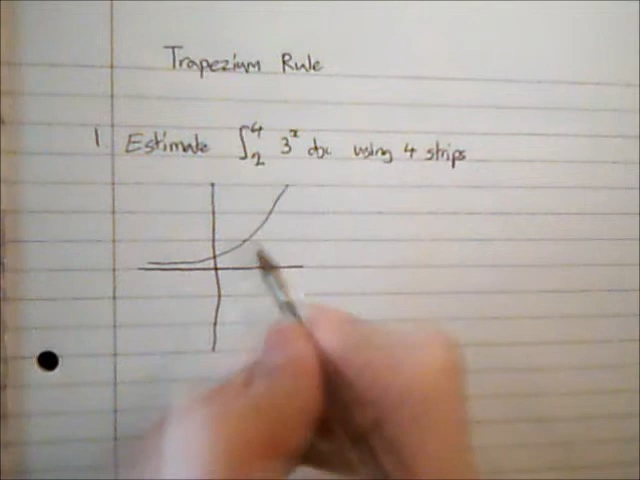 Trapezium Rule
1 Estimate ∫₂⁴ 3ˣ dx using 4 strips